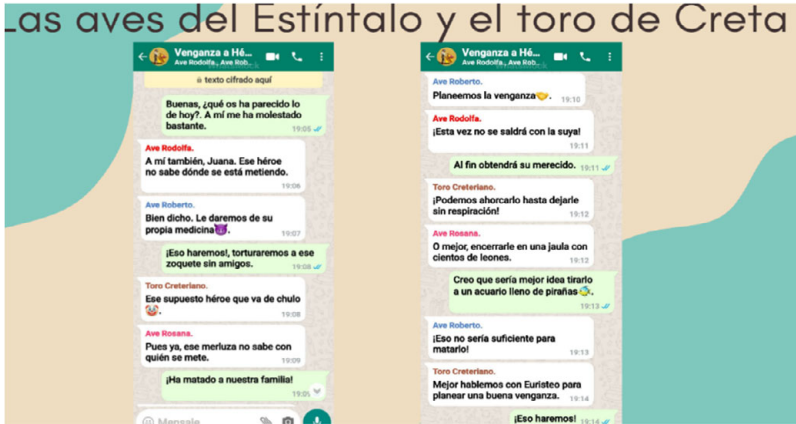 Las aves del Estíntalo y el toro de Creta
Venganza a Hé...
Ave Rodolfa., Ave Rob...
texto cifrado aquí
Buenas, ¿qué os ha parecido lo
de hoy?. A mí me ha molestado
bastante.
19:05
Ave Rodolfa.
A mí también, Juana. Ese héroe
no sabe dónde se está metiendo.
19:06
Ave Roberto.
Bien dicho. Le daremos de su
propia medicina😈.
19:07
¡Eso haremos!, torturaremos a ese
zoquete sin amigos.
19:08
Toro Creteriano.
Ese supuesto héroe que va de chulo
🤡.
19:08
Ave Rosana.
Pues ya, ese merluza no sabe con
quién se mete.
19:09
¡Ha matado a nuestra familia!
19:09
Mensaje
Venganza a Hé...
Ave Rodolfa., Ave Rob...
Ave Roberto.
Planeemos la venganza🤝.
19:10
Ave Rodolfa.
¡Esta vez no se saldrá con la suya!
19:11
Al fin obtendrá su merecido.
19:11
Toro Creteriano.
¡Podemos ahorcarlo hasta dejarle
sin respiración!
19:12
Ave Rosana.
O mejor, encerrarle en una jaula con
cientos de leones.
19:12
Creo que sería mejor idea tirarlo
a un acuario lleno de pirañas🐠.
19:13
Ave Roberto.
¡Eso no sería suficiente para
matarlo!
19:13
Toro Creteriano.
Mejor hablemos con Euristeo para
planear una buena venganza.
19:14
¡Eso haremos!
19:14